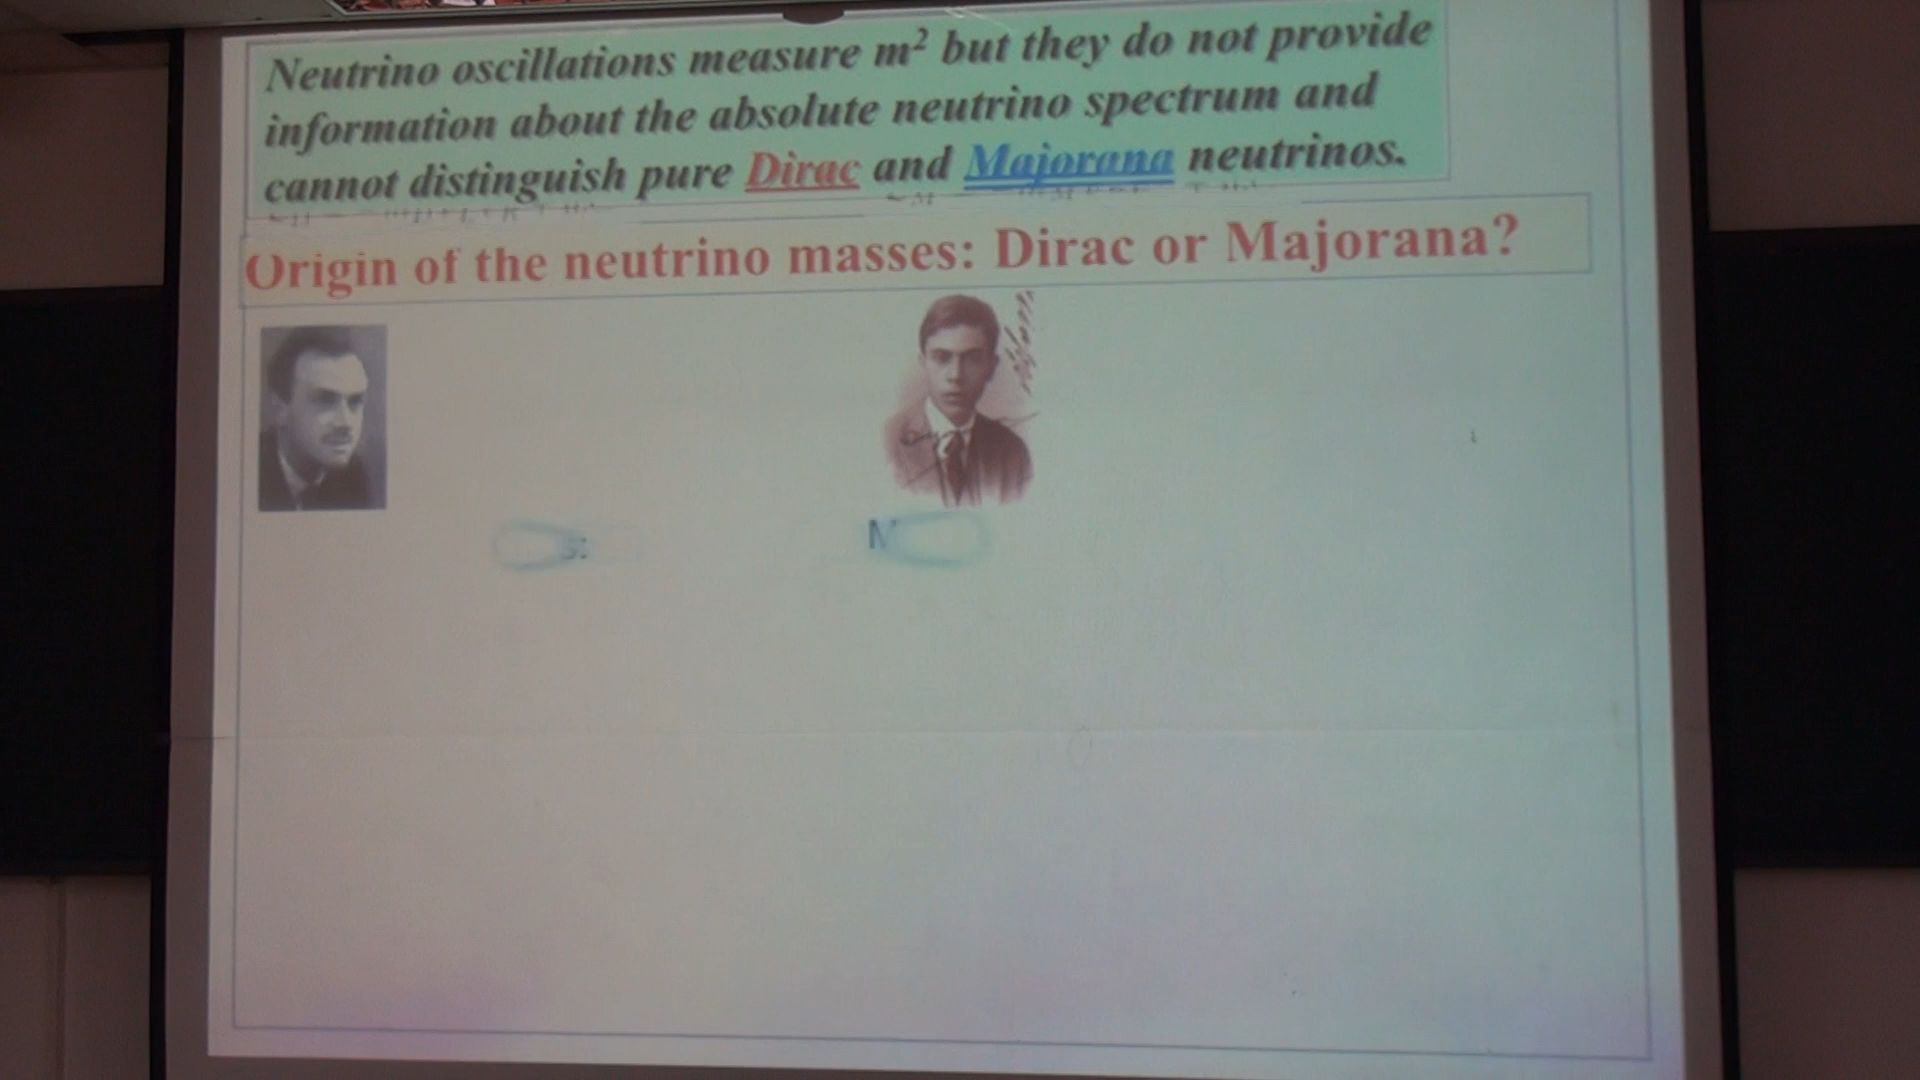 Neutrino oscillations measure m² but they do not provide
information about the absolute neutrino spectrum and
cannot distinguish pure Dirac and Majorana neutrinos.
Origin of the neutrino masses: Dirac or Majorana?
s:
M